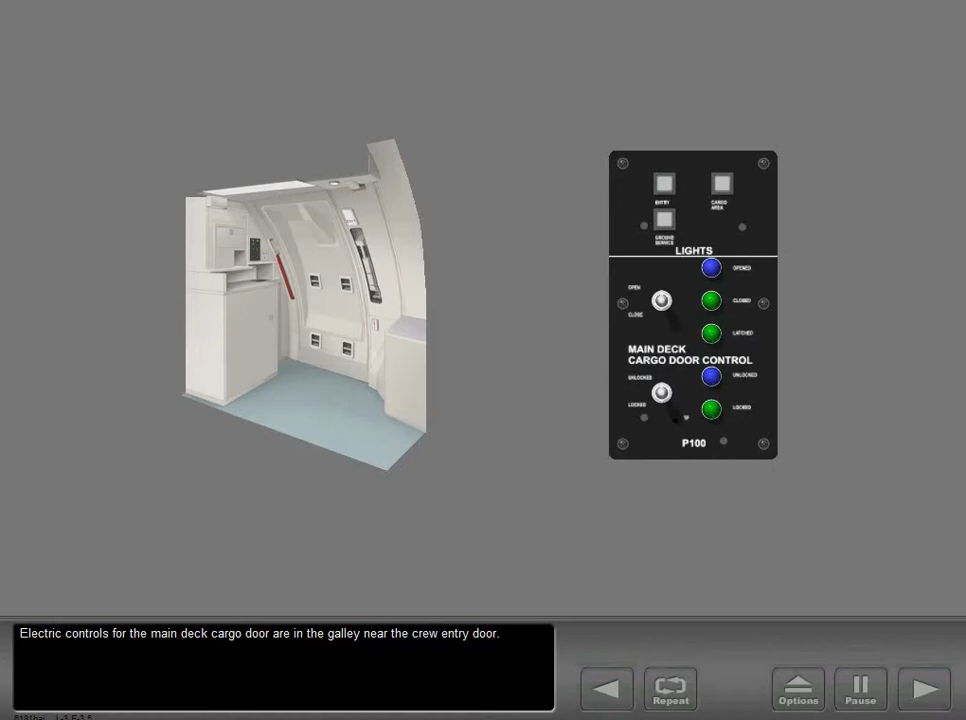 ENTRY
CARGO
AREA
GROUND
SERVICE
LIGHTS
OPENED
OPEN
CLOSED
CLOSE
LATCHED
MAIN DECK
CARGO DOOR CONTROL
UNLOCKED
UNLOCKED
LOCKED
LOCKED
P100
Electric controls for the main deck cargo door are in the galley near the crew entry door.
Repeat
Options
Pause